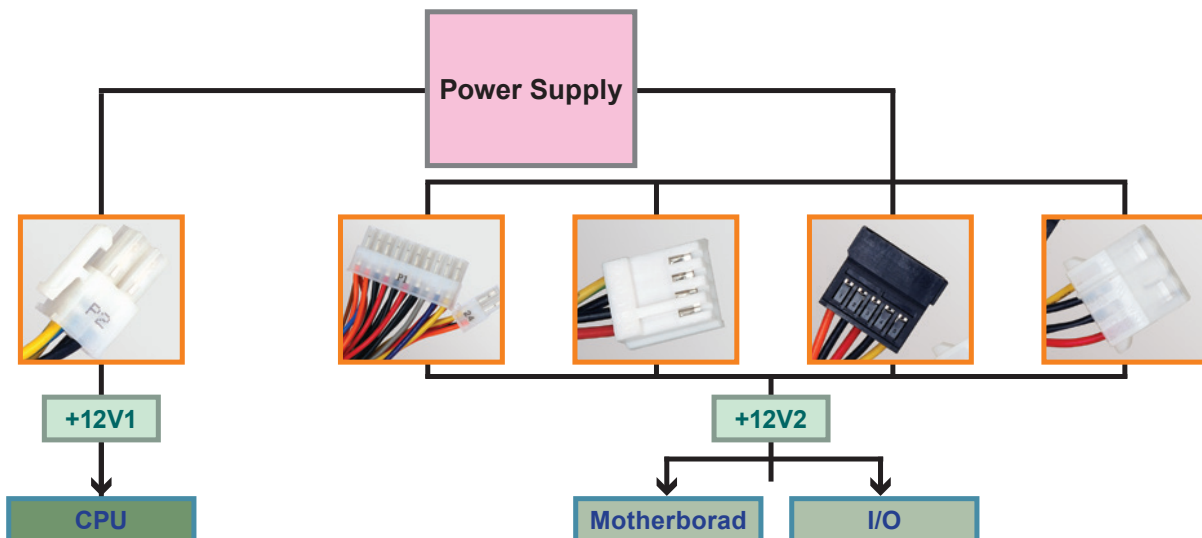 Power Supply
P2
P1
24
+12V1
+12V2
CPU
Motherborad
I/O